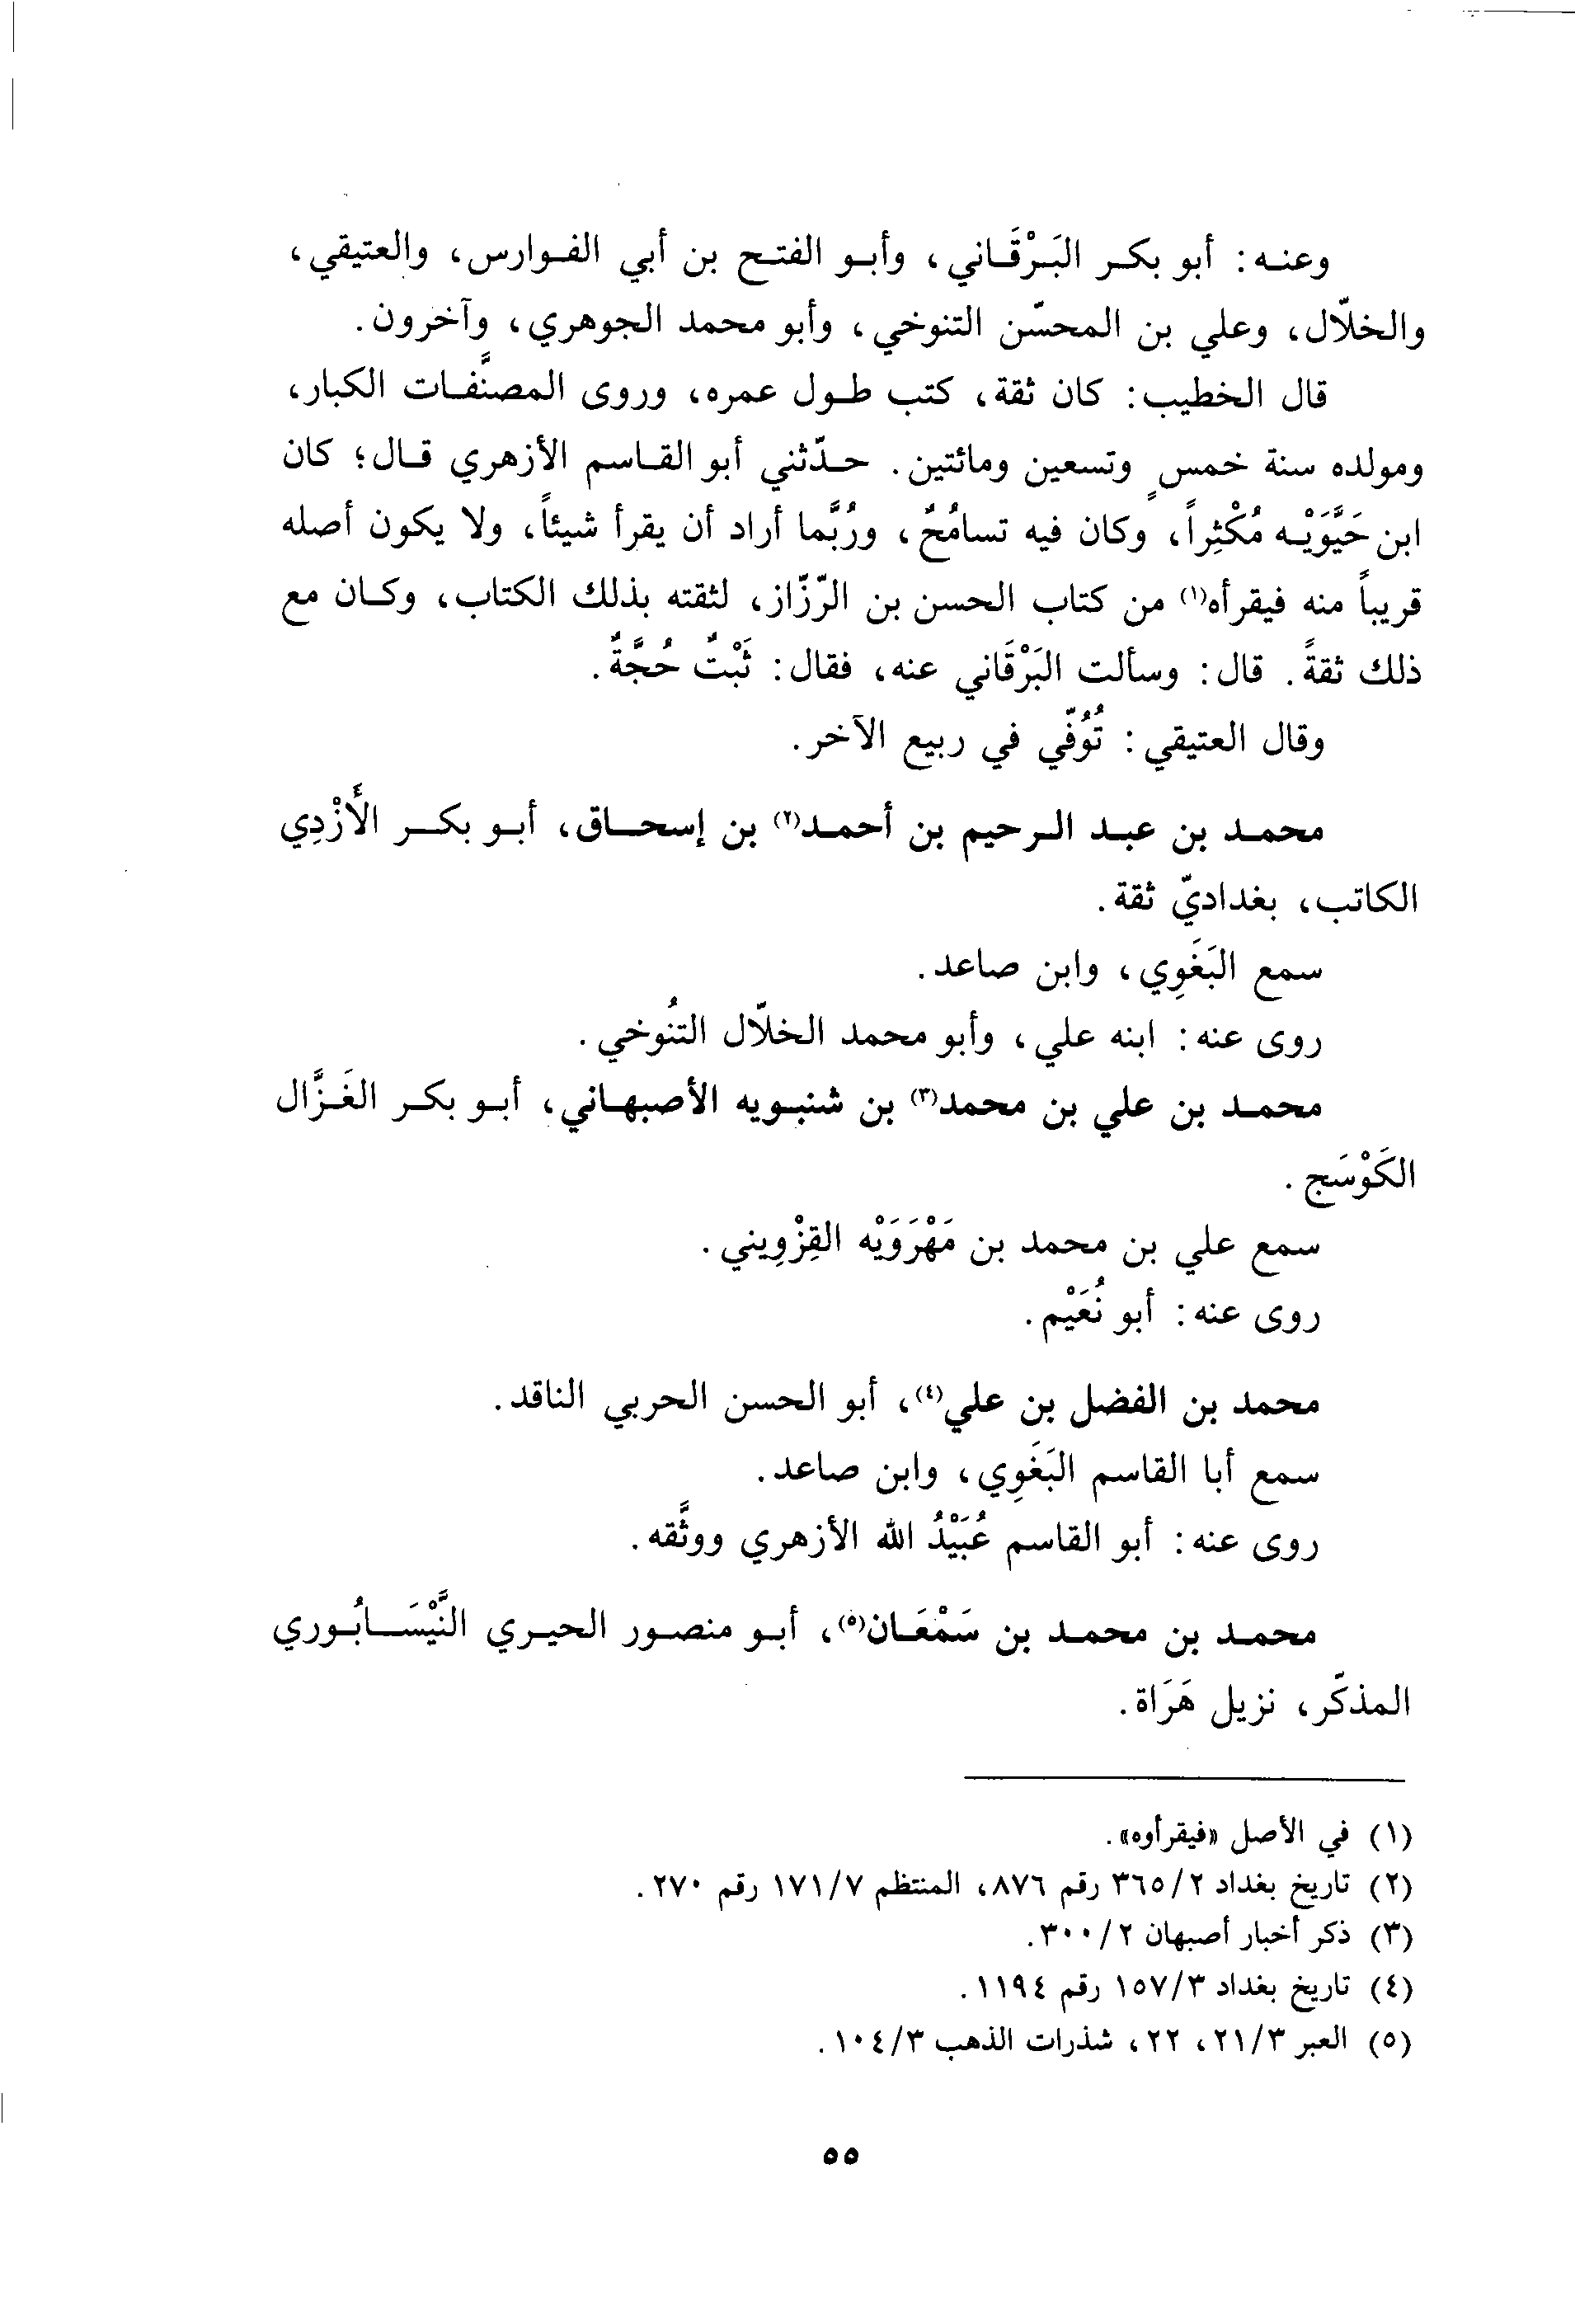 وعنه: أبو بكر البَرْقَاني، وأبو الفتح بن أبي الفوارس، والعتيقي،
والخلاّل، وعلي بن المحسّن التنوخي، وأبو محمد الجوهري، وآخرون.
قال الخطيب: كان ثقة، كتب طول عمره، وروى المصنَّفات الكبار،
ومولده سنة خمسٍ وتسعين ومائتين. حدّثني أبو القاسم الأزهري قال؛ كان
ابن حَيَّوَيْه مُكْثِراً، وكان فيه تسامُحٌ، ورُبَّما أراد أن يقرأ شيئاً، ولا يكون أصله
قريباً منه فيقرأه(١) من كتاب الحسن بن الرّزّاز، لثقته بذلك الكتاب، وكان مع
ذلك ثقةً. قال: وسألت البَرْقَاني عنه، فقال: ثَبْتٌ حُجَّةٌ.
وقال العتيقي: تُوُفّي في ربيع الآخر.
محمد بن عبد الرحيم بن أحمد(٢) بن إسحاق، أبو بكر الأَزْدِي
الكاتب، بغداديّ ثقة.
سمع البَغَوِي، وابن صاعد.
روى عنه: ابنه علي، وأبو محمد الخلاّل التنُوخي.
محمد بن علي بن محمد(٣) بن شنبويه الأصبهاني، أبو بكر الغَزَّال
الكَوْسَج.
سمع علي بن محمد بن مَهْرَوَيْه القِزْوِيني.
روى عنه: أبو نُعَيْم.
محمد بن الفضل بن علي(٤)، أبو الحسن الحربي الناقد.
سمع أبا القاسم البَغَوِي، وابن صاعد.
روى عنه: أبو القاسم عُبَيْدُ الله الأزهري ووثَّقه.
محمد بن محمد بن سَمْعَان(٥)، أبو منصور الحيري النَّيْسَابُوري
المذكّر، نزيل هَرَاة.
(١) في الأصل «فيقرأوه».
(٢) تاريخ بغداد ٣٦٥/٢ رقم ٨٧٦، المنتظم ١٧١/٧ رقم ٢٧٠.
(٣) ذكر أخبار أصبهان ٣٠٠/٢.
(٤) تاريخ بغداد ١٥٧/٣ رقم ١١٩٤.
(٥) العبر ٢١/٣، ٢٢، شذرات الذهب ١٠٤/٣.
٥٥